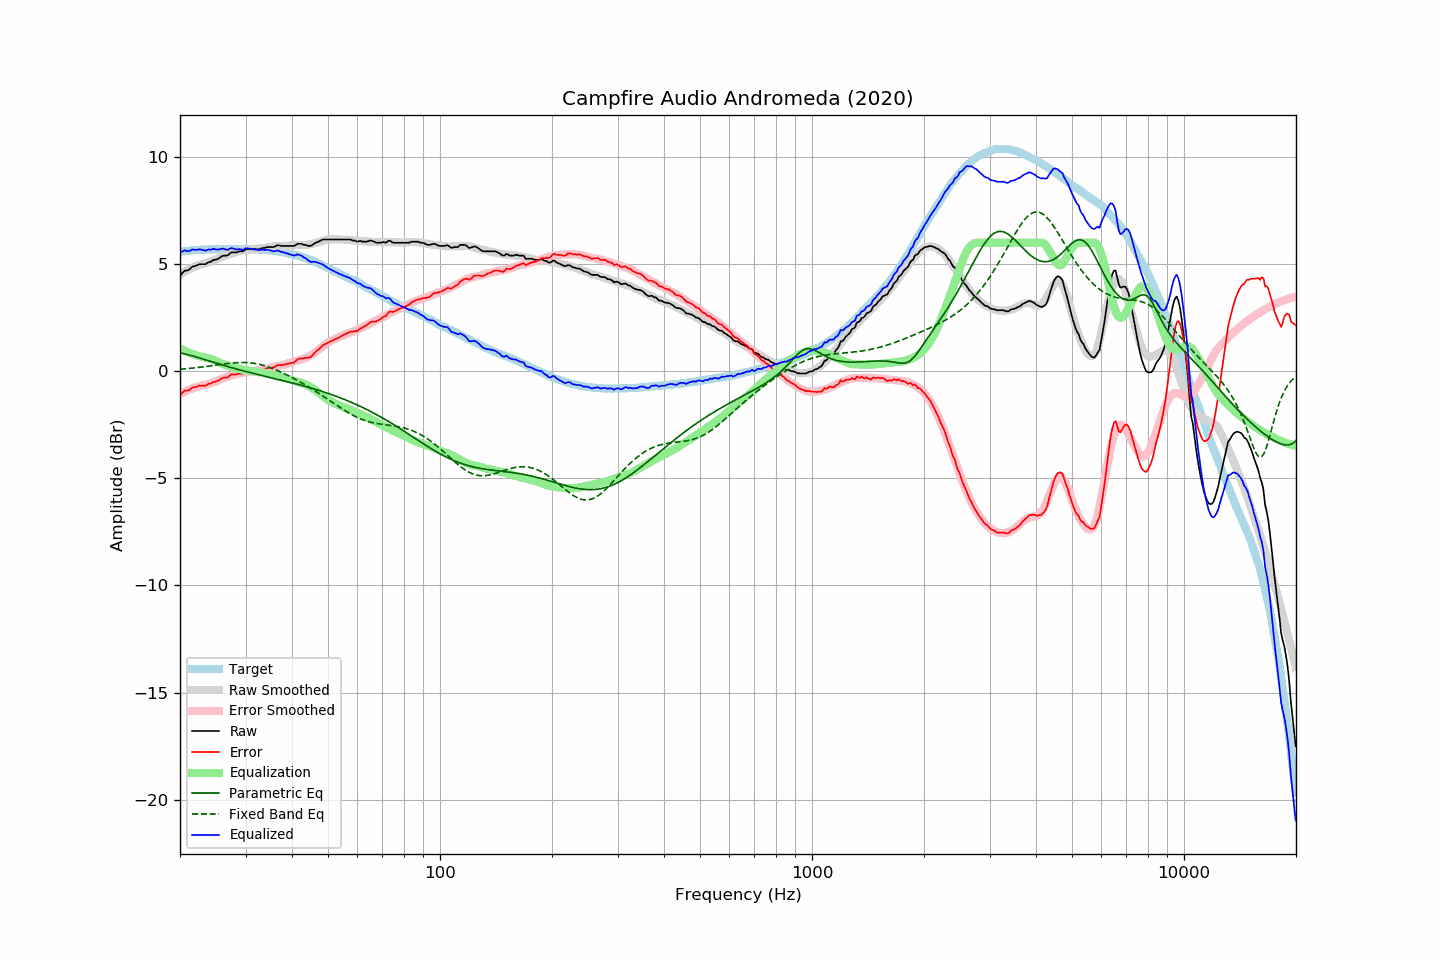 Campfire Audio Andromeda (2020)
10
5
0
−5
−10
−15
−20
Amplitude (dBr)
Target
Raw Smoothed
Error Smoothed
Raw
Error
Equalization
Parametric Eq
Fixed Band Eq
Equalized
100
1000
10000
Frequency (Hz)